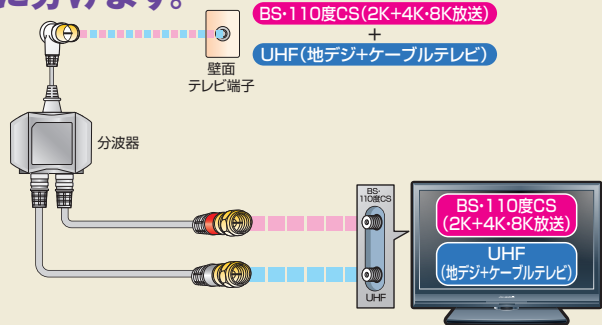 に分けます。
BS・110度CS(2K+4K・8K放送)
+
UHF(地デジ+ケーブルテレビ)
壁面
テレビ端子
分波器
BS・
110度CS
UHF
BS・110度CS
(2K+4K・8K放送)
UHF
(地デジ+ケーブルテレビ)